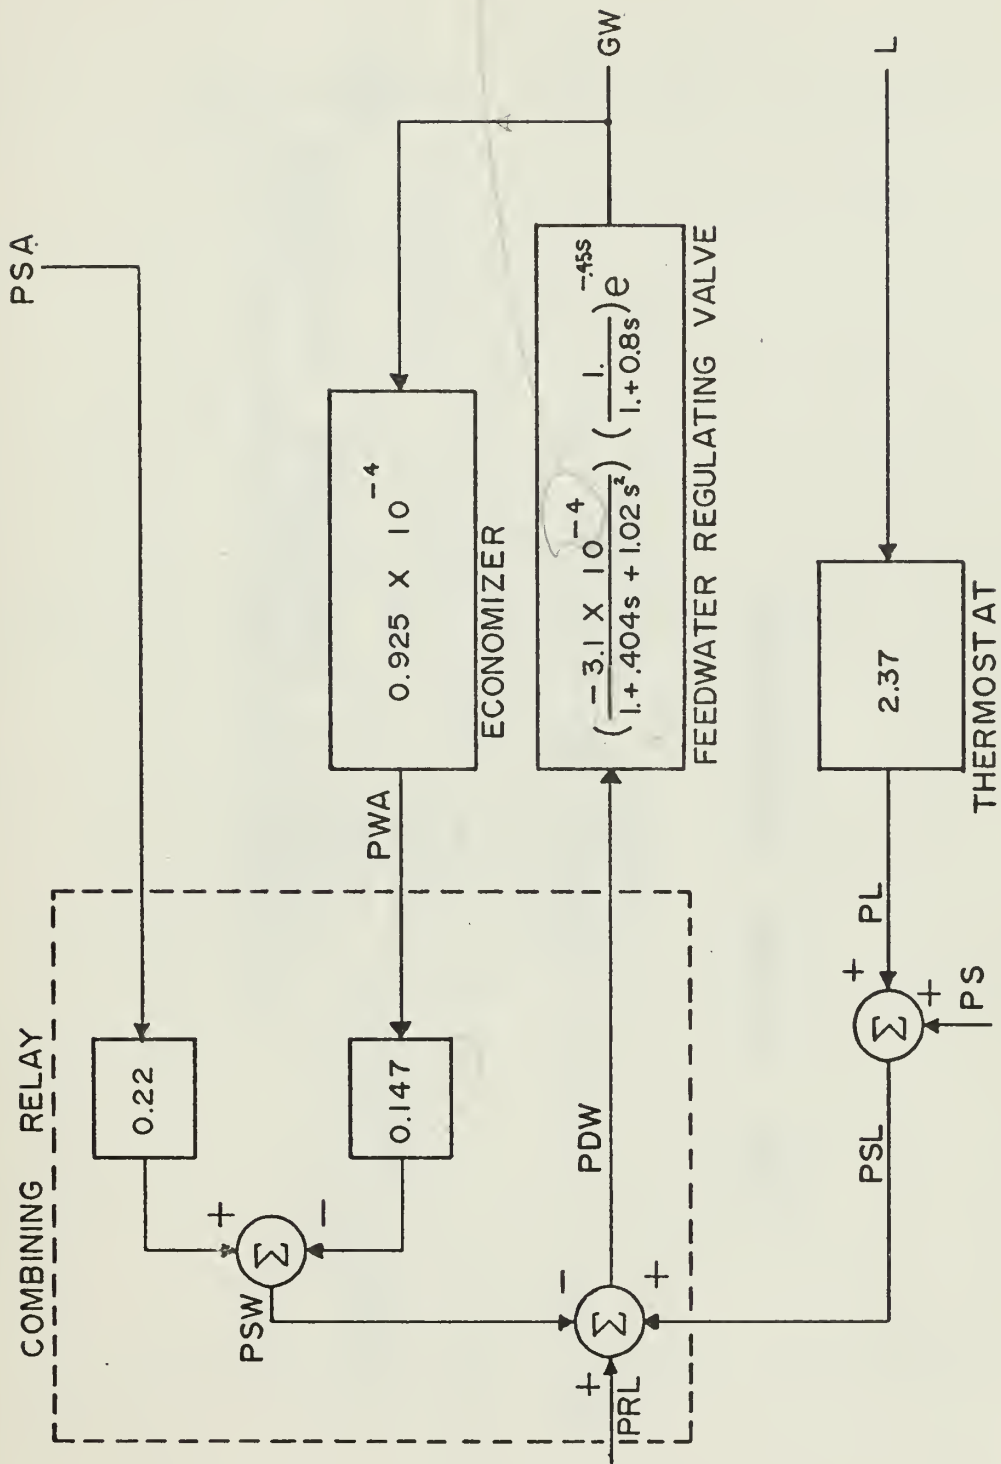 COMBINING RELAY
PSA
0.22
+
Σ
-
PSW
0.147
PWA
0.925 X 10^-4
ECONOMIZER
-
+
Σ
+
PRL
PDW
(-3.1 X 10^-4 / 1.+.404s + 1.02s²) (1. / 1.+0.8s) e^-.45s
FEEDWATER REGULATING VALVE
GW
PSL
Σ
+
+
PS
PL
2.37
THERMOSTAT
L